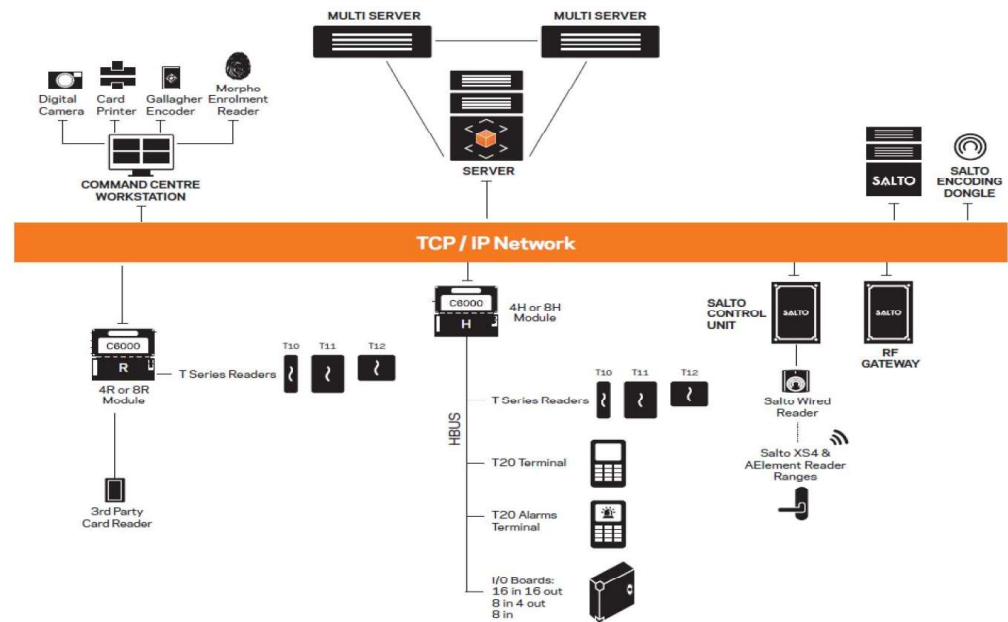 MULTI SERVER
MULTI SERVER
Digital
Camera
Card
Printer
Gallagher
Encoder
Morpho
Enrolment
Reader
COMMAND CENTRE
WORKSTATION
SERVER
SALTO
SALTO
ENCODING
DONGLE
TCP / IP Network
C6000
R
4R or 8R
Module
T Series Readers
T10
T11
T12
3rd Party
Card Reader
C6000
H
4H or 8H
Module
HBUS
T Series Readers
T10
T11
T12
T20 Terminal
T20 Alarms
Terminal
I/O Boards:
16 in 16 out
8 in 4 out
8 in
SALTO
CONTROL
UNIT
SALTO
SALTO
RF
GATEWAY
Salto Wired
Reader
Salto XS4 &
AElement Reader
Ranges